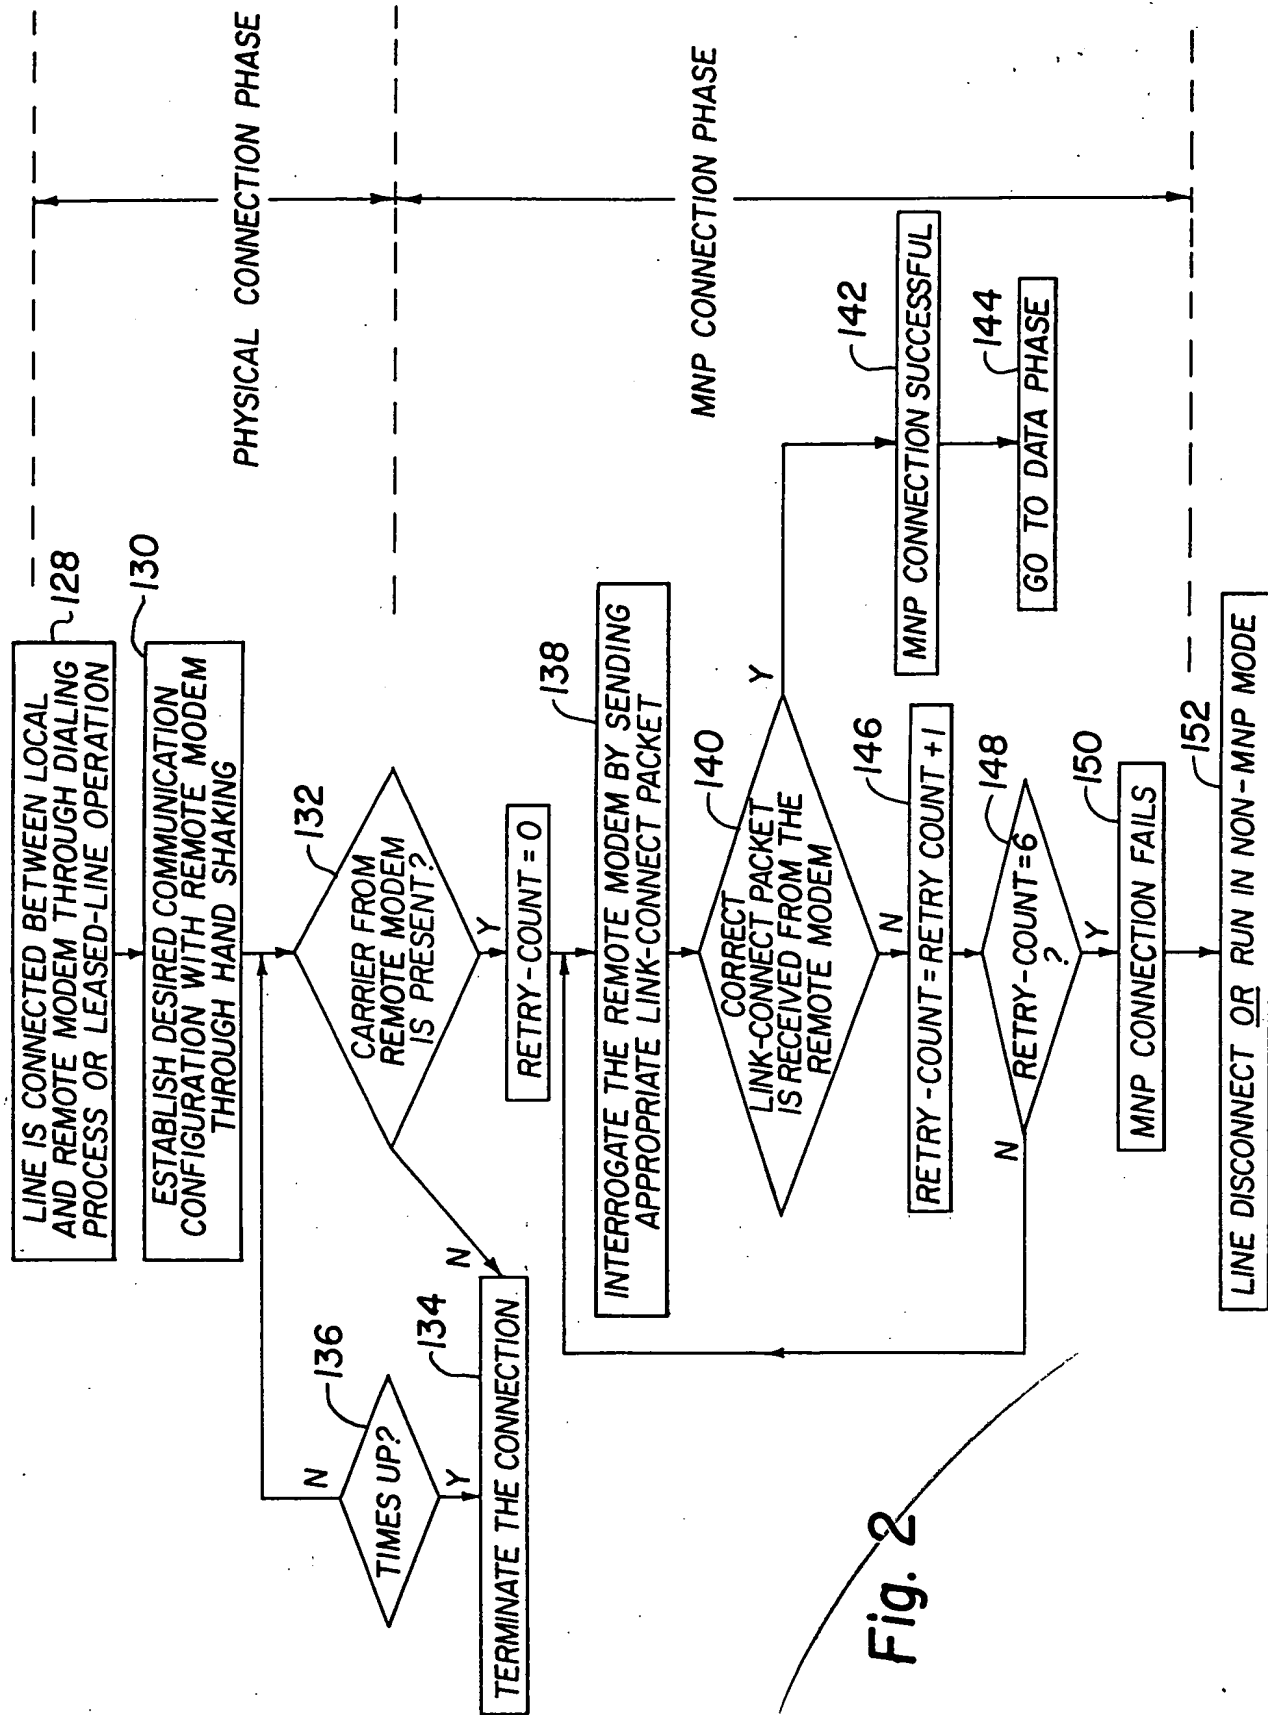 LINE IS CONNECTED BETWEEN LOCAL
AND REMOTE MODEM THROUGH DIALING
PROCESS OR LEASED-LINE OPERATION
128
ESTABLISH DESIRED COMMUNICATION
CONFIGURATION WITH REMOTE MODEM
THROUGH HAND SHAKING
130
PHYSICAL CONNECTION PHASE
CARRIER FROM
REMOTE MODEM
IS PRESENT?
132
N
Y
TIMES UP?
136
N
Y
TERMINATE THE CONNECTION
134
RETRY-COUNT = 0
INTERROGATE THE REMOTE MODEM BY SENDING
APPROPRIATE LINK-CONNECT PACKET
138
MNP CONNECTION PHASE
CORRECT
LINK-CONNECT PACKET
IS RECEIVED FROM THE
REMOTE MODEM
140
Y
N
MNP CONNECTION SUCCESSFUL
142
GO TO DATA PHASE
144
RETRY-COUNT = RETRY COUNT +1
146
RETRY-COUNT=6
?
148
N
Y
MNP CONNECTION FAILS
150
LINE DISCONNECT OR RUN IN NON-MNP MODE
152
Fig. 2